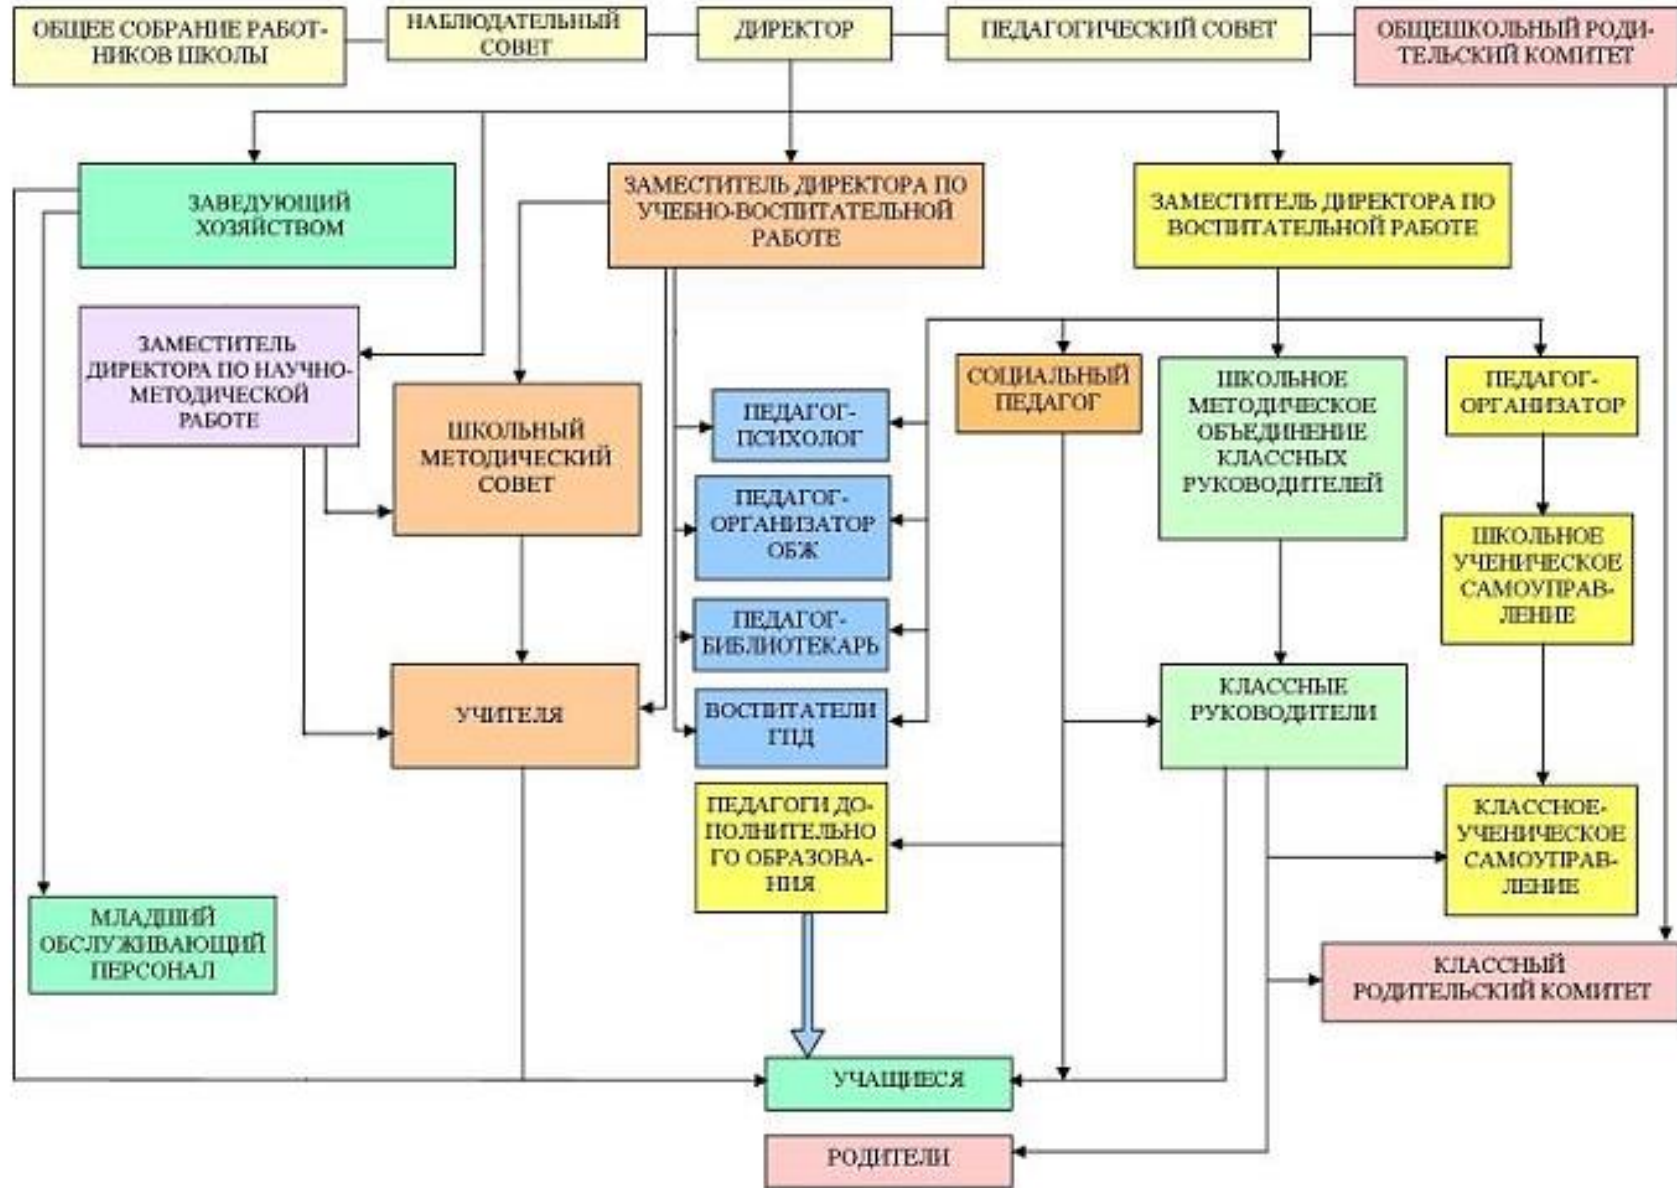 ОБЩЕЕ СОБРАНИЕ РАБОТ-
НИКОВ ШКОЛЫ
НАБЛЮДАТЕЛЬНЫЙ
СОВЕТ
ДИРЕКТОР
ПЕДАГОГИЧЕСКИЙ СОВЕТ
ОБЩЕШКОЛЬНЫЙ РОДИ-
ТЕЛЬСКИЙ КОМИТЕТ
ЗАВЕДУЮЩИЙ
ХОЗЯЙСТВОМ
ЗАМЕСТИТЕЛЬ ДИРЕКТОРА ПО
УЧЕБНО-ВОСПИТАТЕЛЬНОЙ
РАБОТЕ
ЗАМЕСТИТЕЛЬ ДИРЕКТОРА ПО
ВОСПИТАТЕЛЬНОЙ РАБОТЕ
ЗАМЕСТИТЕЛЬ
ДИРЕКТОРА ПО НАУЧНО-
МЕТОДИЧЕСКОЙ
РАБОТЕ
ШКОЛЬНЫЙ
МЕТОДИЧЕСКИЙ
СОВЕТ
ПЕДАГОГ-
ПСИХОЛОГ
СОЦИАЛЬНЫЙ
ПЕДАГОГ
ШКОЛЬНОЕ
МЕТОДИЧЕСКОЕ
ОБЪЕДИНЕНИЕ
КЛАССНЫХ
РУКОВОДИТЕЛЕЙ
ПЕДАГОГ-
ОРГАНИЗАТОР
ПЕДАГОГ-
ОРГАНИЗАТОР
ОБЖ
ШКОЛЬНОЕ
УЧЕНИЧЕСКОЕ
САМОУПРАВ-
ЛЕНИЕ
ПЕДАГОГ-
БИБЛИОТЕКАРЬ
УЧИТЕЛЯ
ВОСПИТАТЕЛИ
ГПД
КЛАССНЫЕ
РУКОВОДИТЕЛИ
ПЕДАГОГИ ДО-
ПОЛНИТЕЛЬНО
ГО ОБРАЗОВА-
НИЯ
КЛАССНОЕ-
УЧЕНИЧЕСКОЕ
САМОУПРАВ-
ЛЕНИЕ
МЛАДШИЙ
ОБСЛУЖИВАЮЩИЙ
ПЕРСОНАЛ
КЛАССНЫЙ
РОДИТЕЛЬСКИЙ КОМИТЕТ
УЧАЩИЕСЯ
РОДИТЕЛИ